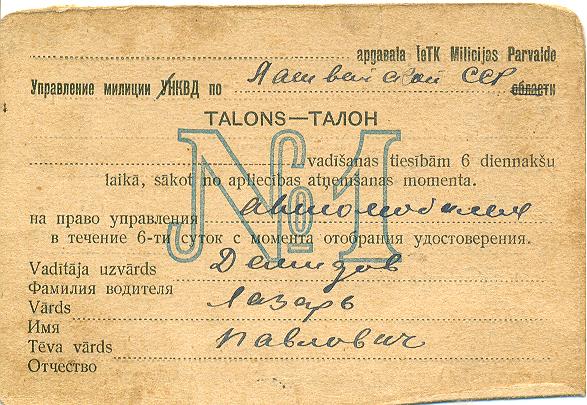 apgabala IeTK Milicijas Parvalde
Управление милиции УНКВД по Латвийской ССР области
TALONS—ТАЛОН
№1
vadīšanas tiesībām 6 diennakšu
laikā, sākot no apliecības atņemšanas momenta.
на право управления автомобилем
в течение 6-ти суток с момента отобрания удостоверения.
Vadītāja uzvārds Демидов
Фамилия водителя
Vārds Лазарь
Имя
Tēva vārds Павлович
Отчество